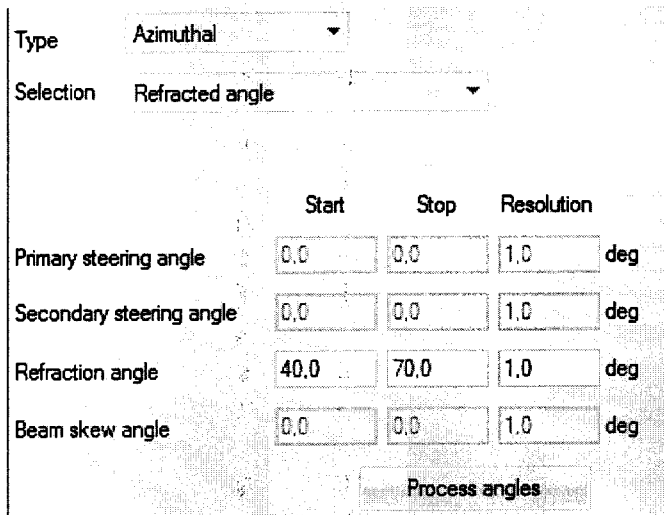 Type Azimuthal
Selection Refracted angle
Start Stop Resolution
Primary steering angle 0,0 0,0 1,0 deg
Secondary steering angle 0,0 0,0 1,0 deg
Refraction angle 40,0 70,0 1,0 deg
Beam skew angle 0,0 0,0 1,0 deg
Process angles